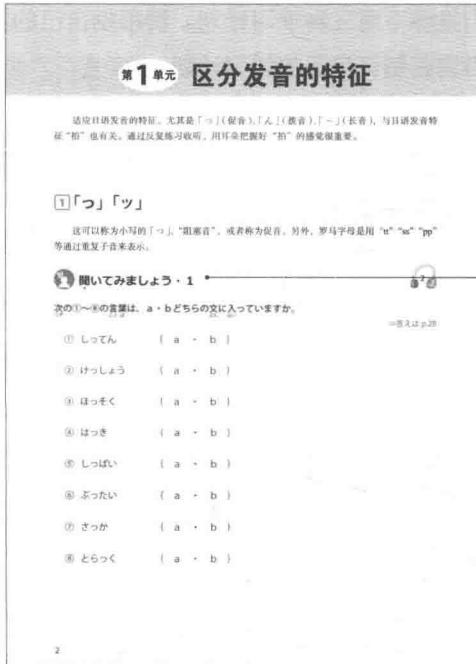 第1单元 区分发音的特征
适应日语发音的特征。尤其是「っ」(促音)、「ん」(拨音)、「ー」(长音),与日语发音特
征“拍”也有关。通过反复练习收听,用耳朵把握好“拍”的感觉很重要。
1「っ」「ッ」
这可以称为小写的「っ」、“阻塞音”,或者称为促音。另外,罗马字母是用“tt”“ss”“pp”
等通过重复子音来表示。
聞いてみましょう・1
2
次の①~⑧の言葉は、a・bどちらの文に入っていますか。
⇒答えは p.28
① しってん ( a ・ b )
② けっしょう ( a ・ b )
③ ほっそく ( a ・ b )
④ はっき ( a ・ b )
⑤ しっぱい ( a ・ b )
⑥ ぶったい ( a ・ b )
⑦ さっか ( a ・ b )
⑧ とらっく ( a ・ b )
2